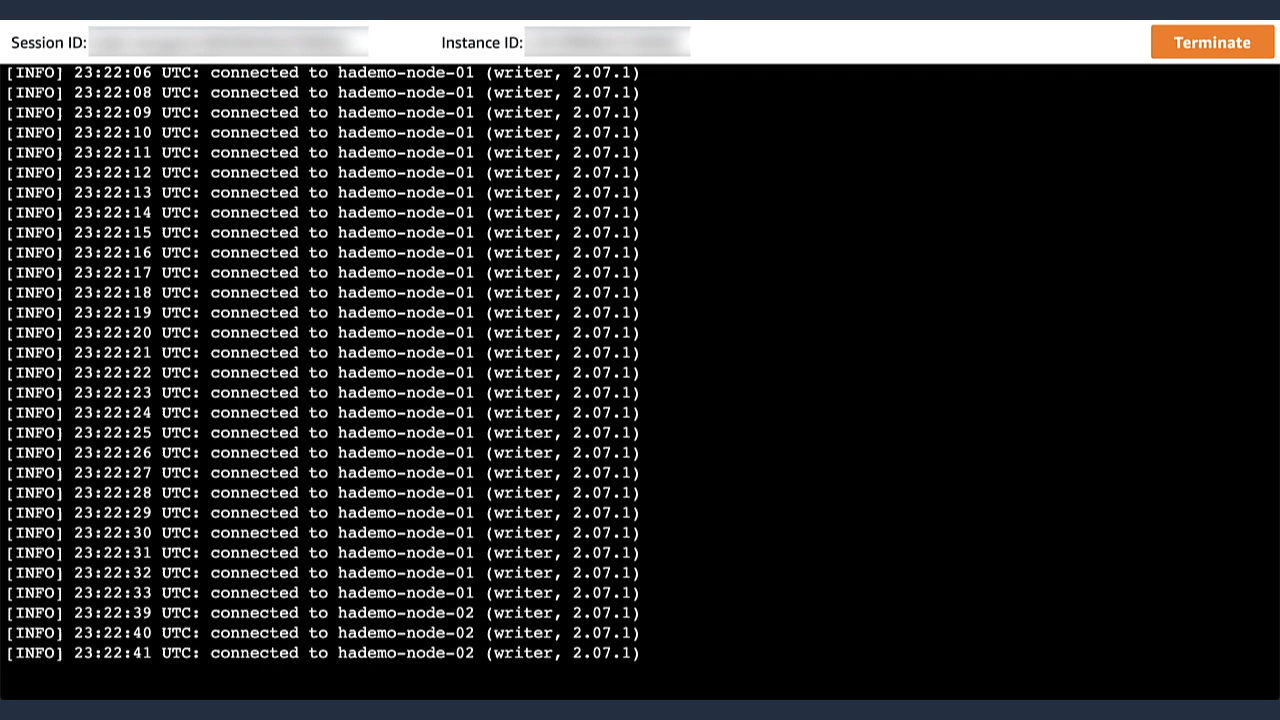 Session ID:
Instance ID:
Terminate
[INFO] 23:22:06 UTC: connected to hademo-node-01 (writer, 2.07.1)
[INFO] 23:22:08 UTC: connected to hademo-node-01 (writer, 2.07.1)
[INFO] 23:22:09 UTC: connected to hademo-node-01 (writer, 2.07.1)
[INFO] 23:22:10 UTC: connected to hademo-node-01 (writer, 2.07.1)
[INFO] 23:22:11 UTC: connected to hademo-node-01 (writer, 2.07.1)
[INFO] 23:22:12 UTC: connected to hademo-node-01 (writer, 2.07.1)
[INFO] 23:22:13 UTC: connected to hademo-node-01 (writer, 2.07.1)
[INFO] 23:22:14 UTC: connected to hademo-node-01 (writer, 2.07.1)
[INFO] 23:22:15 UTC: connected to hademo-node-01 (writer, 2.07.1)
[INFO] 23:22:16 UTC: connected to hademo-node-01 (writer, 2.07.1)
[INFO] 23:22:17 UTC: connected to hademo-node-01 (writer, 2.07.1)
[INFO] 23:22:18 UTC: connected to hademo-node-01 (writer, 2.07.1)
[INFO] 23:22:19 UTC: connected to hademo-node-01 (writer, 2.07.1)
[INFO] 23:22:20 UTC: connected to hademo-node-01 (writer, 2.07.1)
[INFO] 23:22:21 UTC: connected to hademo-node-01 (writer, 2.07.1)
[INFO] 23:22:22 UTC: connected to hademo-node-01 (writer, 2.07.1)
[INFO] 23:22:23 UTC: connected to hademo-node-01 (writer, 2.07.1)
[INFO] 23:22:24 UTC: connected to hademo-node-01 (writer, 2.07.1)
[INFO] 23:22:25 UTC: connected to hademo-node-01 (writer, 2.07.1)
[INFO] 23:22:26 UTC: connected to hademo-node-01 (writer, 2.07.1)
[INFO] 23:22:27 UTC: connected to hademo-node-01 (writer, 2.07.1)
[INFO] 23:22:28 UTC: connected to hademo-node-01 (writer, 2.07.1)
[INFO] 23:22:29 UTC: connected to hademo-node-01 (writer, 2.07.1)
[INFO] 23:22:30 UTC: connected to hademo-node-01 (writer, 2.07.1)
[INFO] 23:22:31 UTC: connected to hademo-node-01 (writer, 2.07.1)
[INFO] 23:22:32 UTC: connected to hademo-node-01 (writer, 2.07.1)
[INFO] 23:22:33 UTC: connected to hademo-node-01 (writer, 2.07.1)
[INFO] 23:22:39 UTC: connected to hademo-node-02 (writer, 2.07.1)
[INFO] 23:22:40 UTC: connected to hademo-node-02 (writer, 2.07.1)
[INFO] 23:22:41 UTC: connected to hademo-node-02 (writer, 2.07.1)